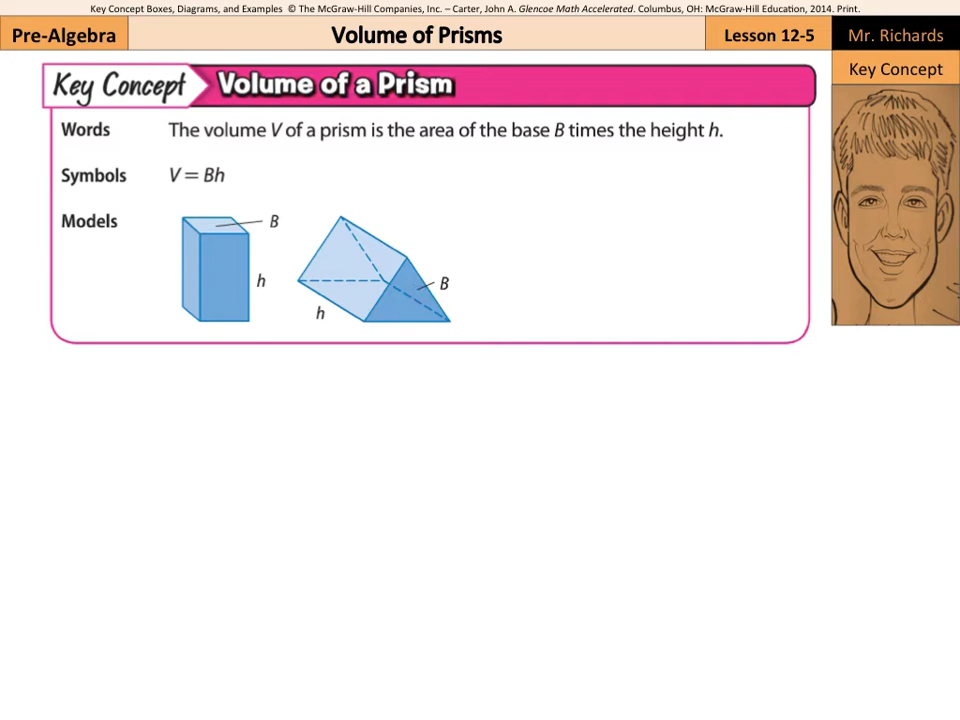 Key Concept Boxes, Diagrams, and Examples © The McGraw-Hill Companies, Inc. – Carter, John A. Glencoe Math Accelerated. Columbus, OH: McGraw-Hill Education, 2014. Print.
Pre-Algebra
Volume of Prisms
Lesson 12-5
Mr. Richards
Key Concept
Key Concept
Volume of a Prism
Words
The volume V of a prism is the area of the base B times the height h.
Symbols
V = Bh
Models
B
h
B
h